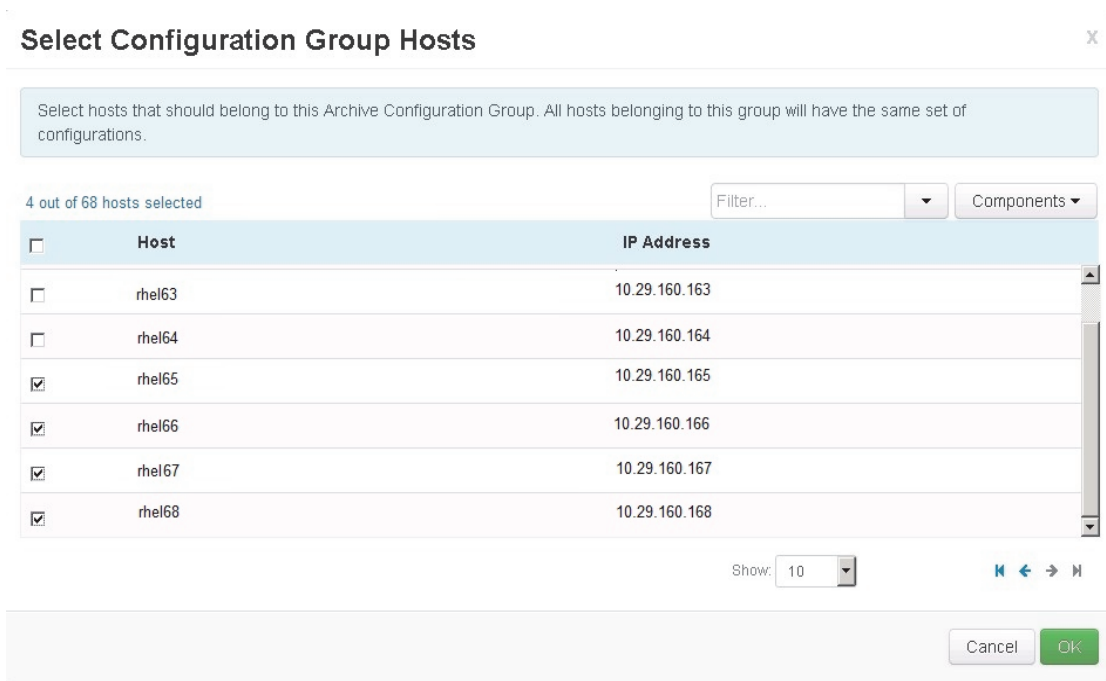 Select Configuration Group Hosts
X
Select hosts that should belong to this Archive Configuration Group. All hosts belonging to this group will have the same set of
configurations.
4 out of 68 hosts selected
Filter...
Components
Host IP Address
rhel63 10.29.160.163
rhel64 10.29.160.164
rhel65 10.29.160.165
rhel66 10.29.160.166
rhel67 10.29.160.167
rhel68 10.29.160.168
Show: 10
Cancel OK